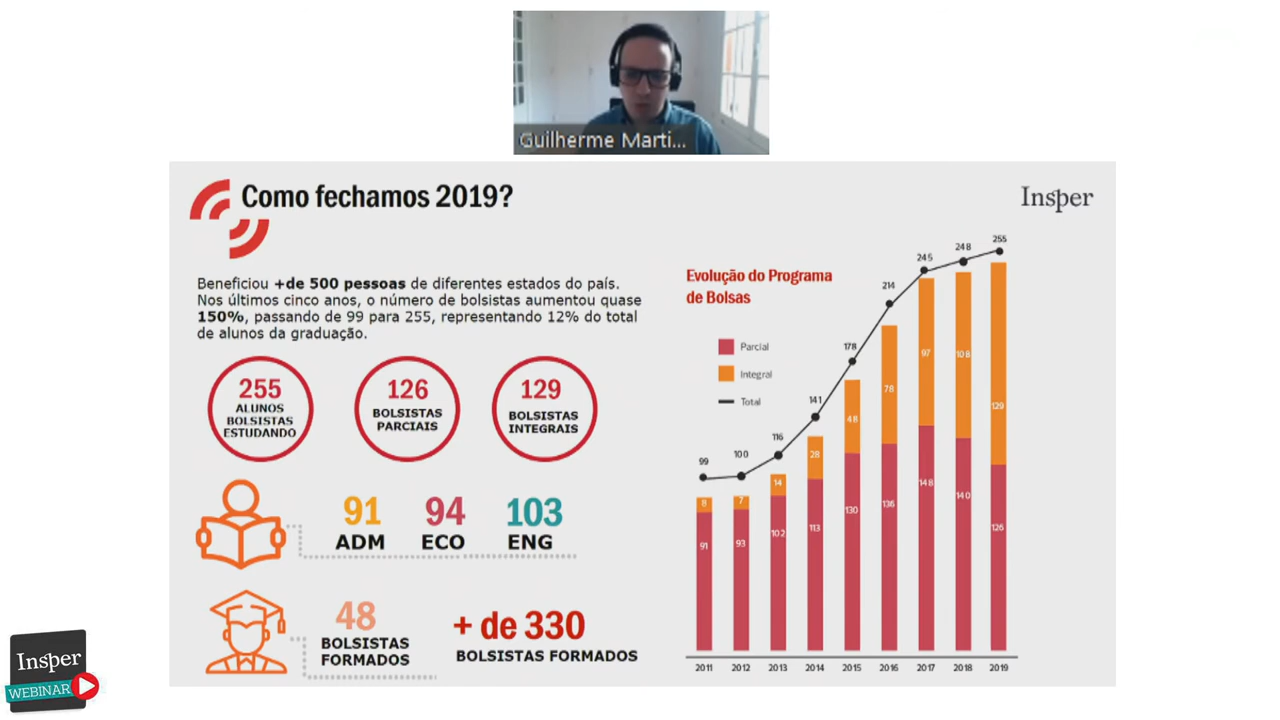 Guilherme Marti...
Como fechamos 2019?
Insper
Beneficiou +de 500 pessoas de diferentes estados do país.
Nos últimos cinco anos, o número de bolsistas aumentou quase
150%, passando de 99 para 255, representando 12% do total
de alunos da graduação.
255
ALUNOS
BOLSISTAS
ESTUDANDO
126
BOLSISTAS
PARCIAIS
129
BOLSISTAS
INTEGRAIS
91 94 103
ADM ECO ENG
48
BOLSISTAS
FORMADOS
+ de 330
BOLSISTAS FORMADOS
Evolução do Programa
de Bolsas
Parcial
Integral
Total
99 100 116 141 178 214 245 248 255
8 7 14 28 48 78 97 108 129
91 93 102 113 130 136 148 140 126
2011 2012 2013 2014 2015 2016 2017 2018 2019
Insper
WEBINAR